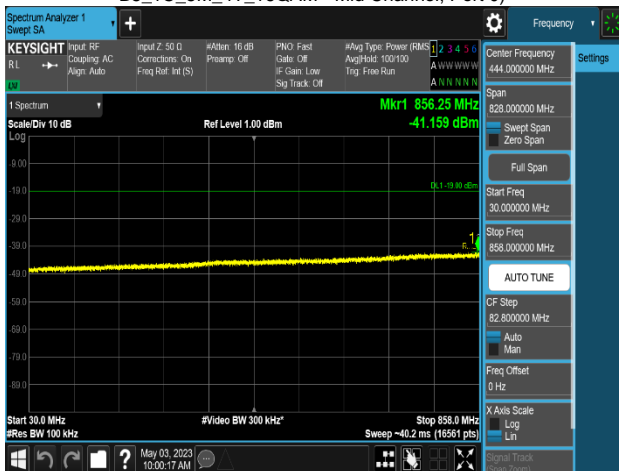 Spectrum Analyzer 1
Swept SA
Frequency
KEYSIGHT
RL
Input: RF
Coupling: AC
Align: Auto
Input Z: 50 Ω
Corrections: On
Freq Ref: Int (S)
#Atten: 16 dB
Preamp: Off
PNO: Fast
Gate: Off
IF Gain: Low
Sig Track: Off
#Avg Type: Power (RMS
Avg|Hold: 100/100
Trig: Free Run
1 2 3 4 5 6
A W W W W W
A N N N N N
1 Spectrum
Scale/Div 10 dB
Log
Ref Level 1.00 dBm
Mkr1 856.25 MHz
-41.159 dBm
-9.00
-19.0
DL1 -19.00 dBm
-29.0
1
-39.0
-49.0
-59.0
-69.0
-79.0
-89.0
Start 30.0 MHz
#Res BW 100 kHz
#Video BW 300 kHz*
Stop 858.0 MHz
Sweep ~40.2 ms (16561 pts)
May 03, 2023
10:00:17 AM
Center Frequency
444.000000 MHz
Settings
Span
828.000000 MHz
Swept Span
Zero Span
Full Span
Start Freq
30.000000 MHz
Stop Freq
858.000000 MHz
AUTO TUNE
CF Step
82.800000 MHz
Auto
Man
Freq Offset
0 Hz
X Axis Scale
Log
Lin
Signal Track
(Span Zoom)